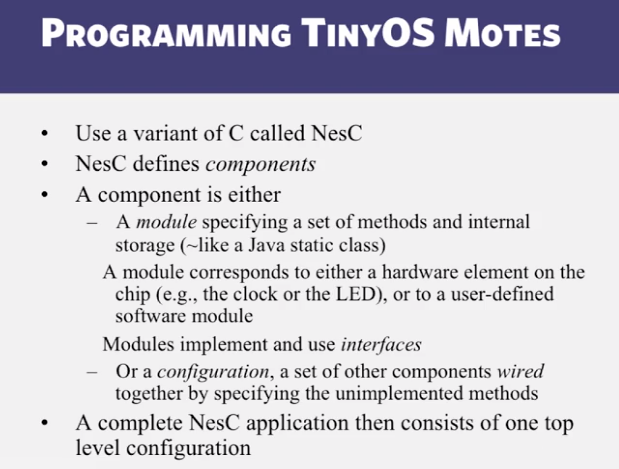 PROGRAMMING TINYOS MOTES
• Use a variant of C called NesC
• NesC defines components
• A component is either
– A module specifying a set of methods and internal
storage (~like a Java static class)
A module corresponds to either a hardware element on the
chip (e.g., the clock or the LED), or to a user-defined
software module
Modules implement and use interfaces
– Or a configuration, a set of other components wired
together by specifying the unimplemented methods
• A complete NesC application then consists of one top
level configuration